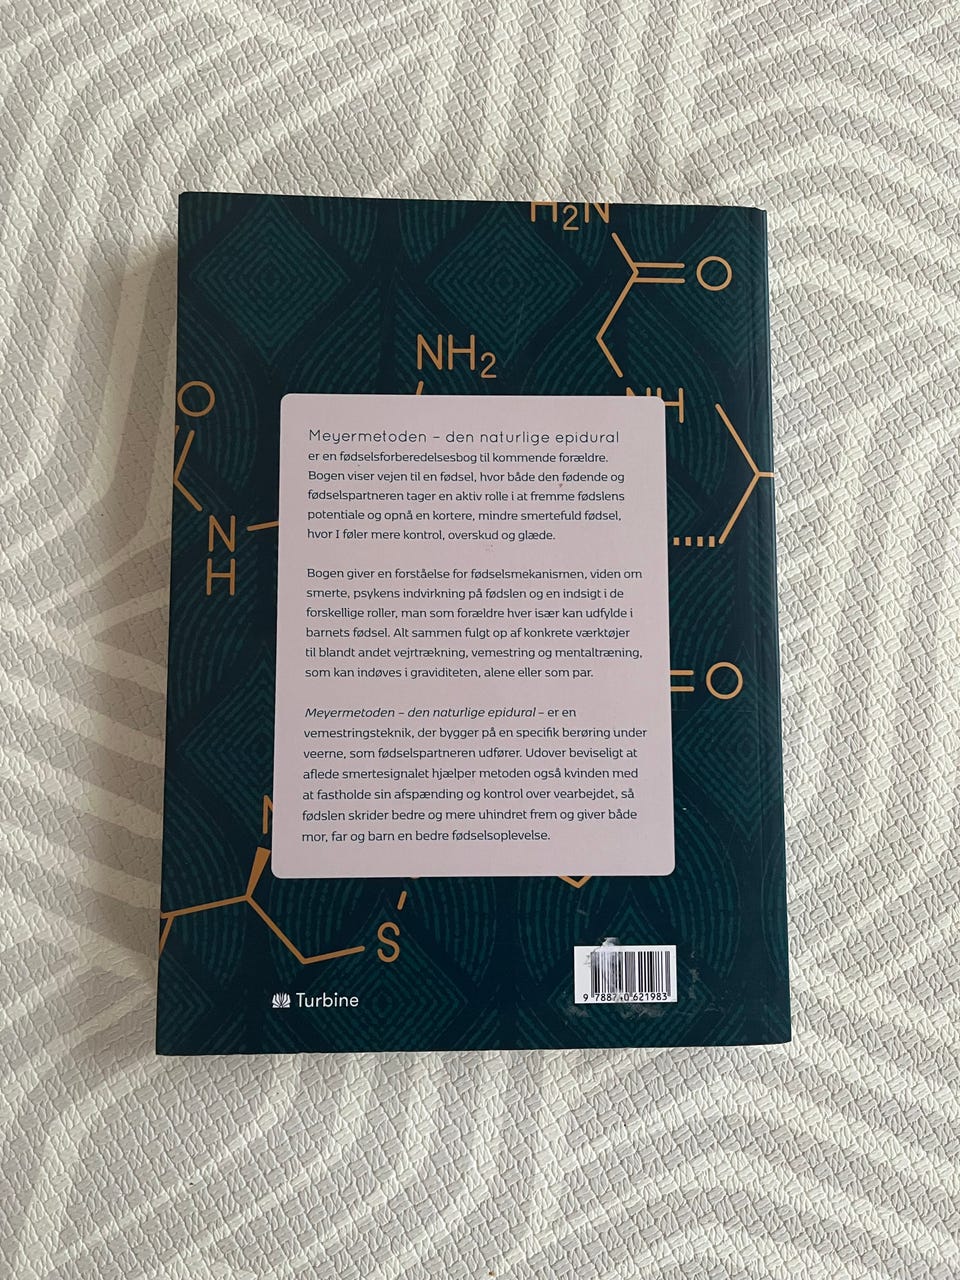 H₂N
O
NH₂
NH
O
Meyermetoden – den naturlige epidural
er en fødselsforberedelsesbog til kommende forældre.
Bogen viser vejen til en fødsel, hvor både den fødende og
fødselspartneren tager en aktiv rolle i at fremme fødslens
potentiale og opnå en kortere, mindre smertefuld fødsel,
hvor I føler mere kontrol, overskud og glæde.
N
H
Bogen giver en forståelse for fødselsmekanismen, viden om
smerte, psykens indvirkning på fødslen og en indsigt i de
forskellige roller, man som forældre hver især kan udfylde i
barnets fødsel. Alt sammen fulgt op af konkrete værktøjer
til blandt andet vejrtrækning, vemestring og mentaltræning,
som kan indøves i graviditeten, alene eller som par.
O
Meyermetoden – den naturlige epidural – er en
vemestringsteknik, der bygger på en specifik berøring under
veerne, som fødselspartneren udfører. Udover beviseligt at
aflede smertesignalet hjælper metoden også kvinden med
at fastholde sin afspænding og kontrol over vearbejdet, så
fødslen skrider bedre og mere uhindret frem og giver både
mor, far og barn en bedre fødselsoplevelse.
S
Turbine
9 788740 621983